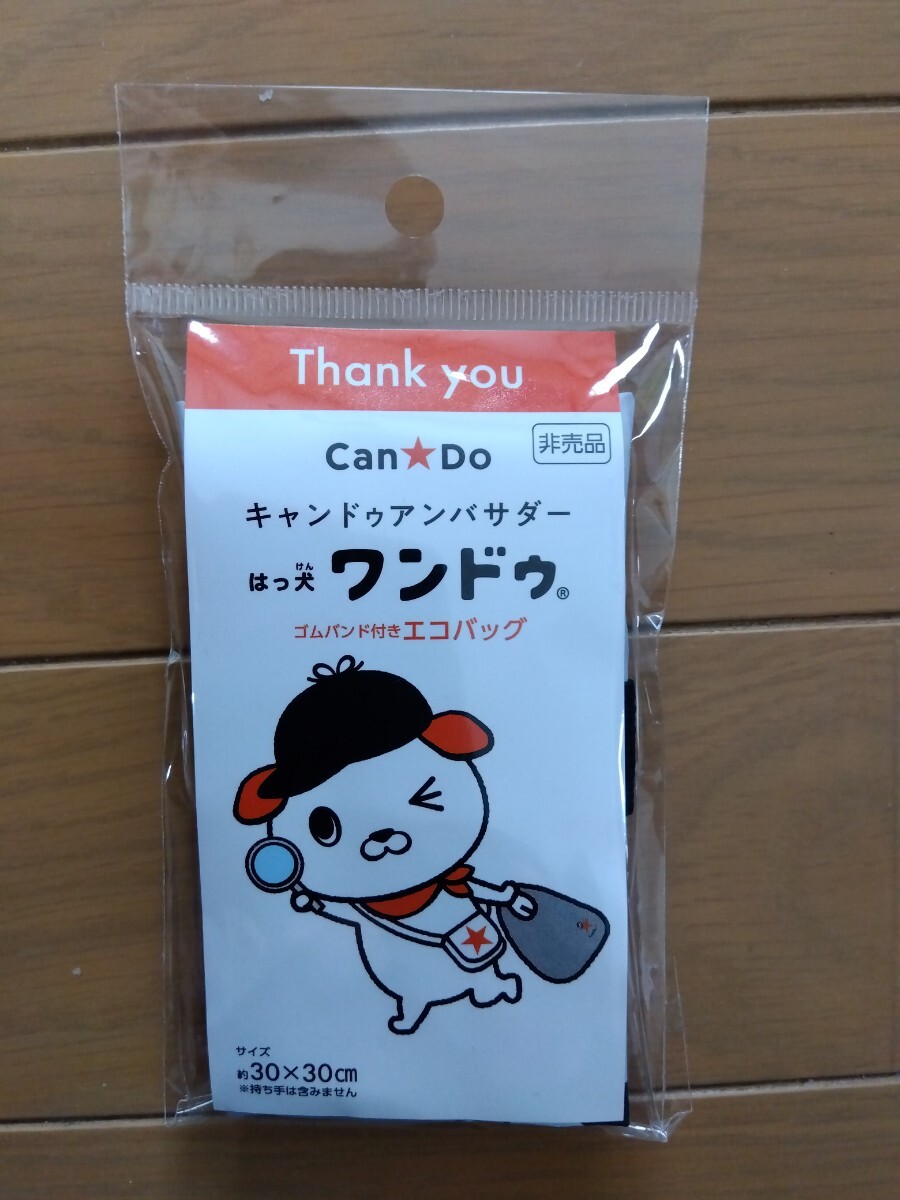 Thank you
Can★Do
非売品
キャンドゥアンバサダー
はっ犬 ワンドゥ®
けん
ゴムバンド付きエコバッグ
サイズ
約30×30cm
※持ち手は含みません